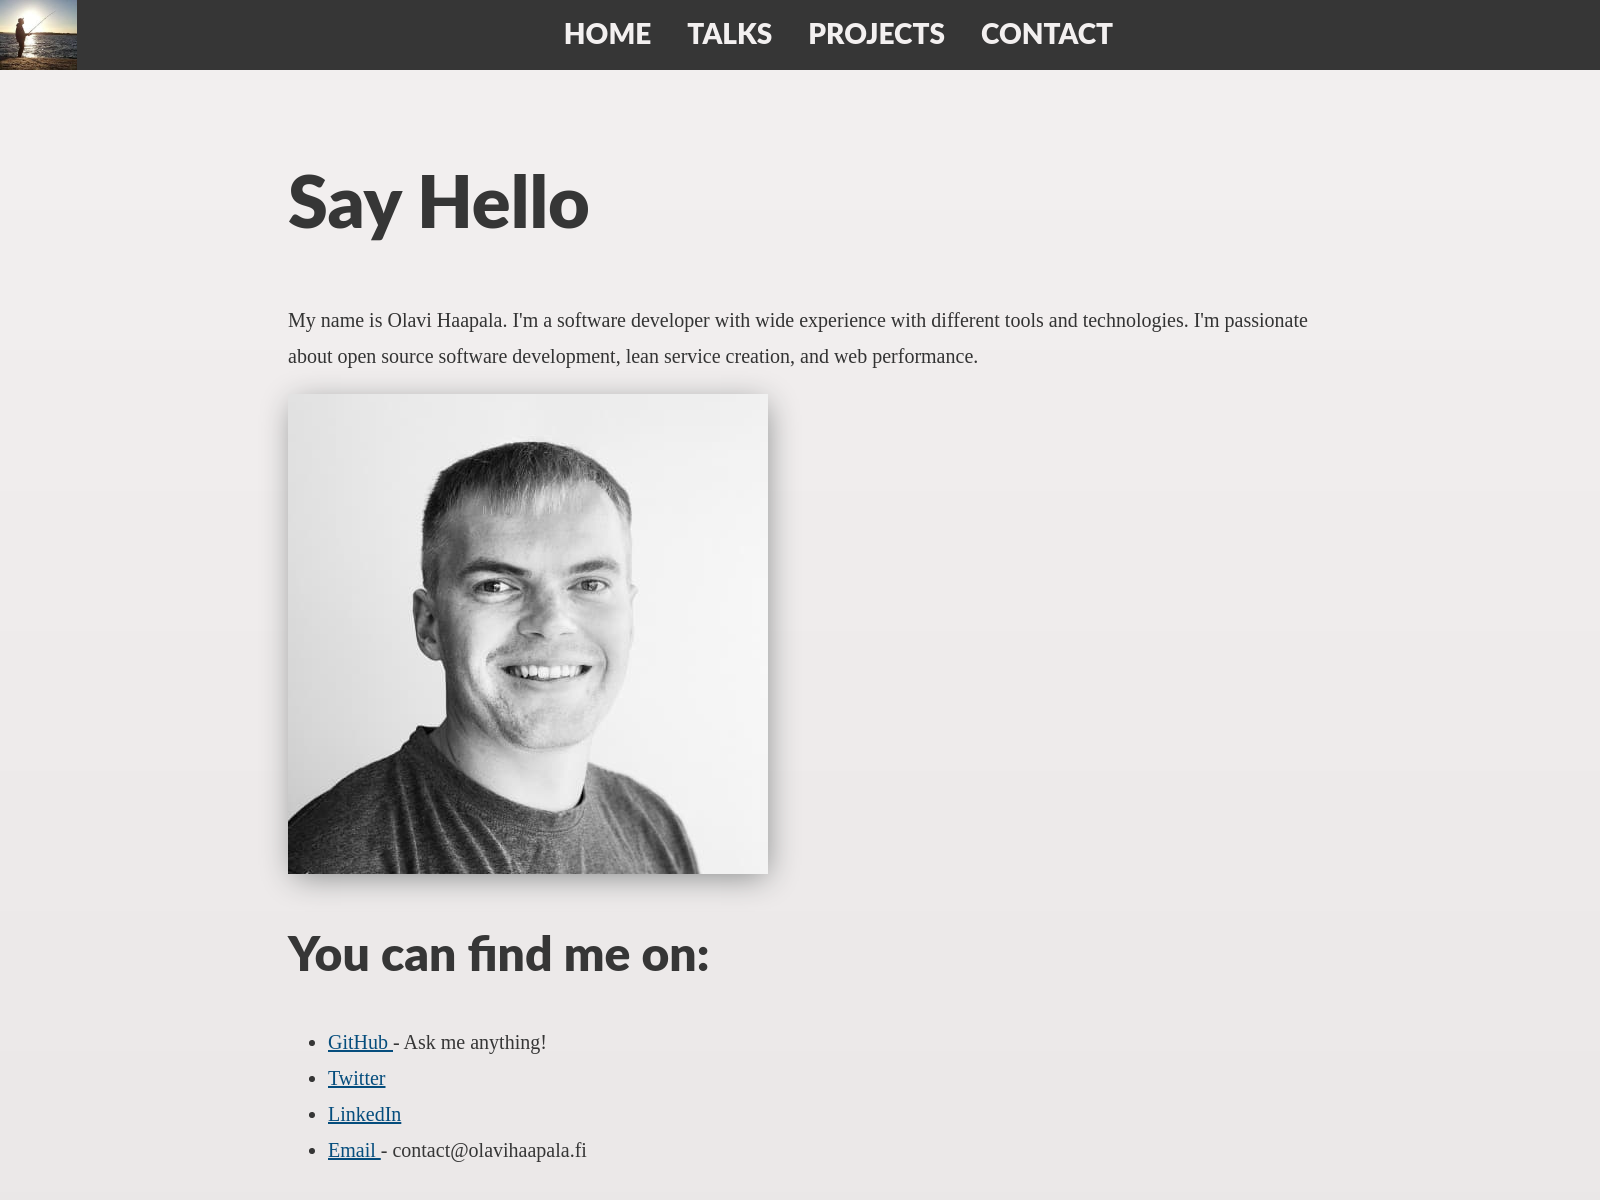 HOME TALKS PROJECTS CONTACT
Say Hello
My name is Olavi Haapala. I'm a software developer with wide experience with different tools and technologies. I'm passionate
about open source software development, lean service creation, and web performance.
You can find me on:
GitHub - Ask me anything!
Twitter
LinkedIn
Email - contact@olavihaapala.fi